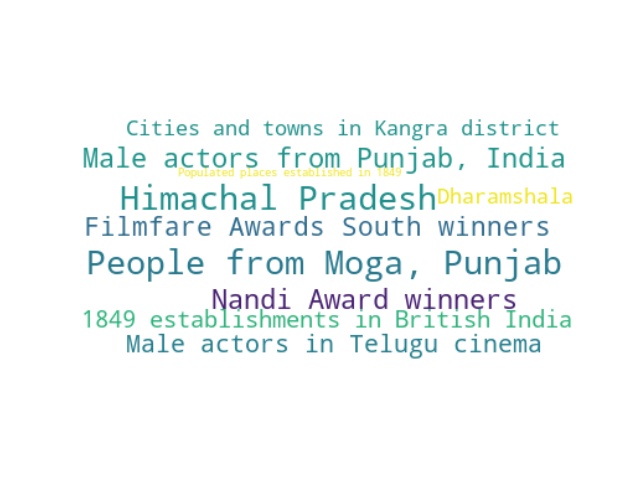 Cities and towns in Kangra district
Male actors from Punjab, India
Populated places established in 1849
Himachal Pradesh
Dharamshala
Filmfare Awards South winners
People from Moga, Punjab
Nandi Award winners
1849 establishments in British India
Male actors in Telugu cinema